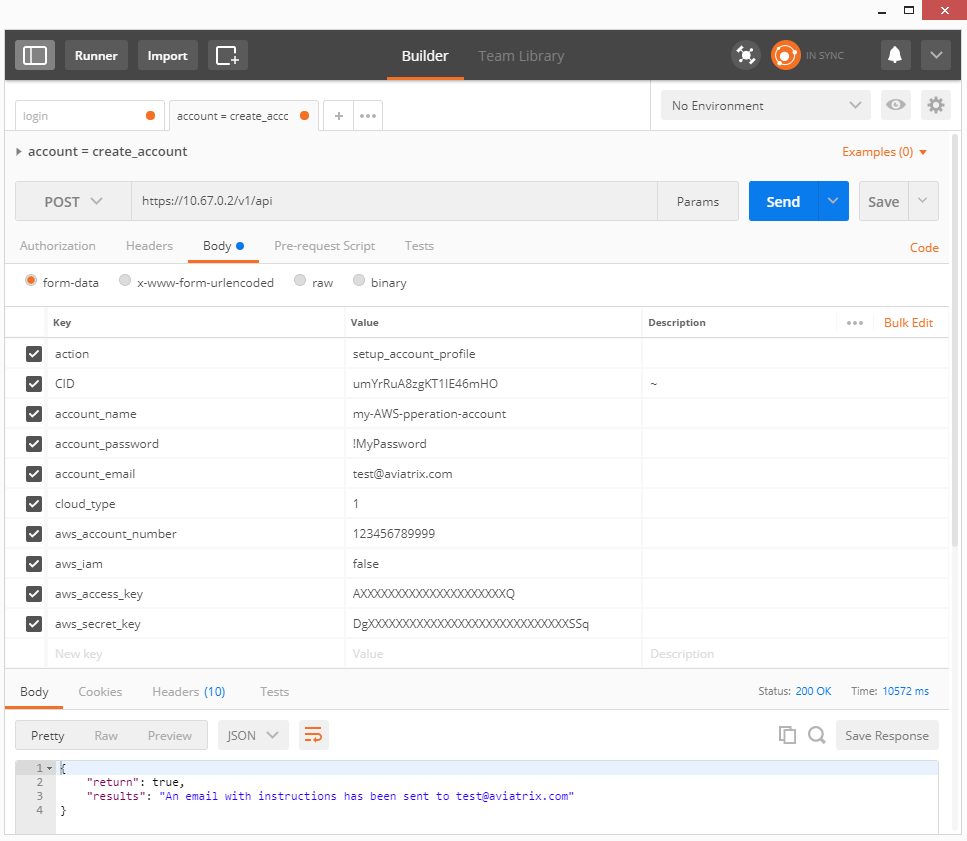 Runner Import Builder Team Library IN SYNC
login account = create_accc + No Environment
account = create_account Examples (0)
POST https://10.67.0.2/v1/api Params Send Save
Authorization Headers Body Pre-request Script Tests Code
form-data x-www-form-urlencoded raw binary
Key Value Description Bulk Edit
action setup_account_profile
CID umYrRuA8zgKT1IE46mHO ~
account_name my-AWS-pperation-account
account_password !MyPassword
account_email test@aviatrix.com
cloud_type 1
aws_account_number 123456789999
aws_iam false
aws_access_key AXXXXXXXXXXXXXXXXXXXXXQ
aws_secret_key DgXXXXXXXXXXXXXXXXXXXXXXXXXXXXXSSq
New key Value Description
Body Cookies Headers (10) Tests Status: 200 OK Time: 10572 ms
Pretty Raw Preview JSON Save Response
1 {
2 "return": true,
3 "results": "An email with instructions has been sent to test@aviatrix.com"
4 }